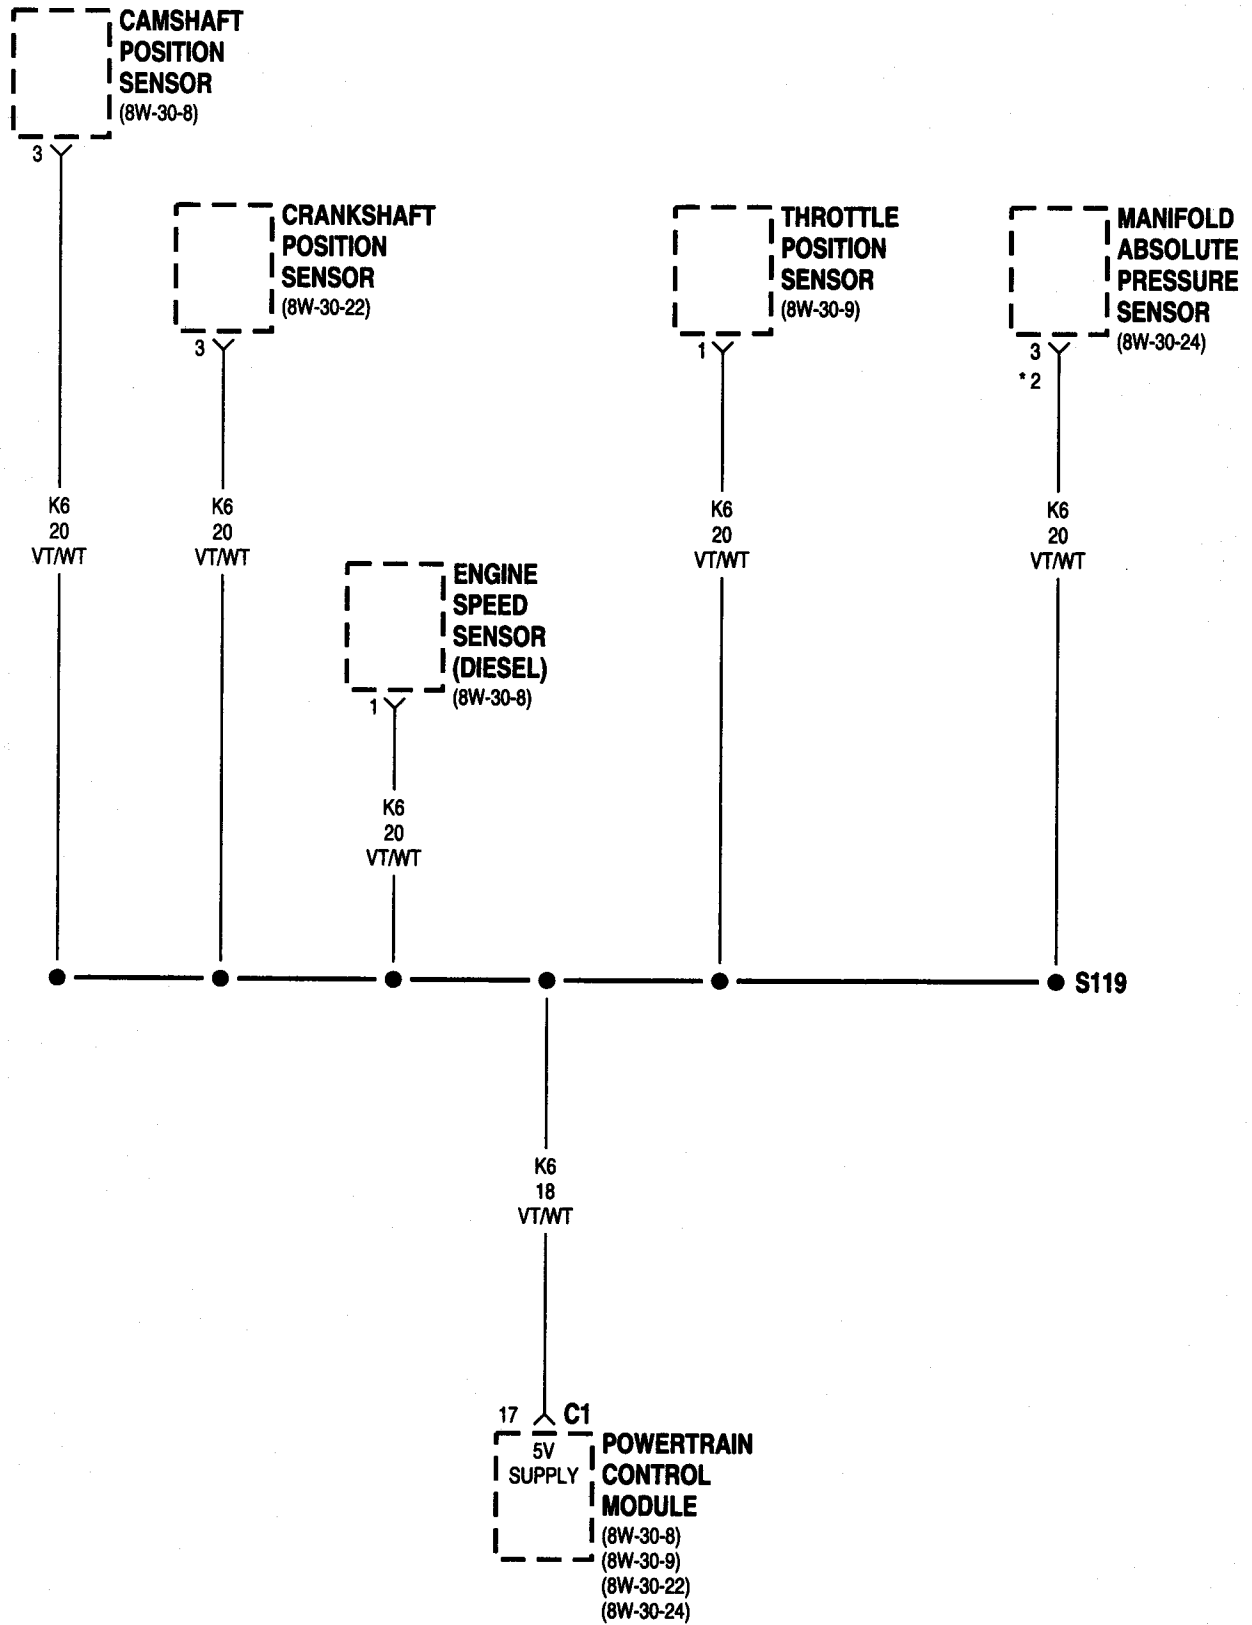 CAMSHAFT
POSITION
SENSOR
(8W-30-8)
3
CRANKSHAFT
POSITION
SENSOR
(8W-30-22)
3
THROTTLE
POSITION
SENSOR
(8W-30-9)
1
MANIFOLD
ABSOLUTE
PRESSURE
SENSOR
(8W-30-24)
3
* 2
K6
20
VT/WT
K6
20
VT/WT
K6
20
VT/WT
K6
20
VT/WT
ENGINE
SPEED
SENSOR
(DIESEL)
(8W-30-8)
1
K6
20
VT/WT
S119
K6
18
VT/WT
17
C1
5V
SUPPLY
POWERTRAIN
CONTROL
MODULE
(8W-30-8)
(8W-30-9)
(8W-30-22)
(8W-30-24)